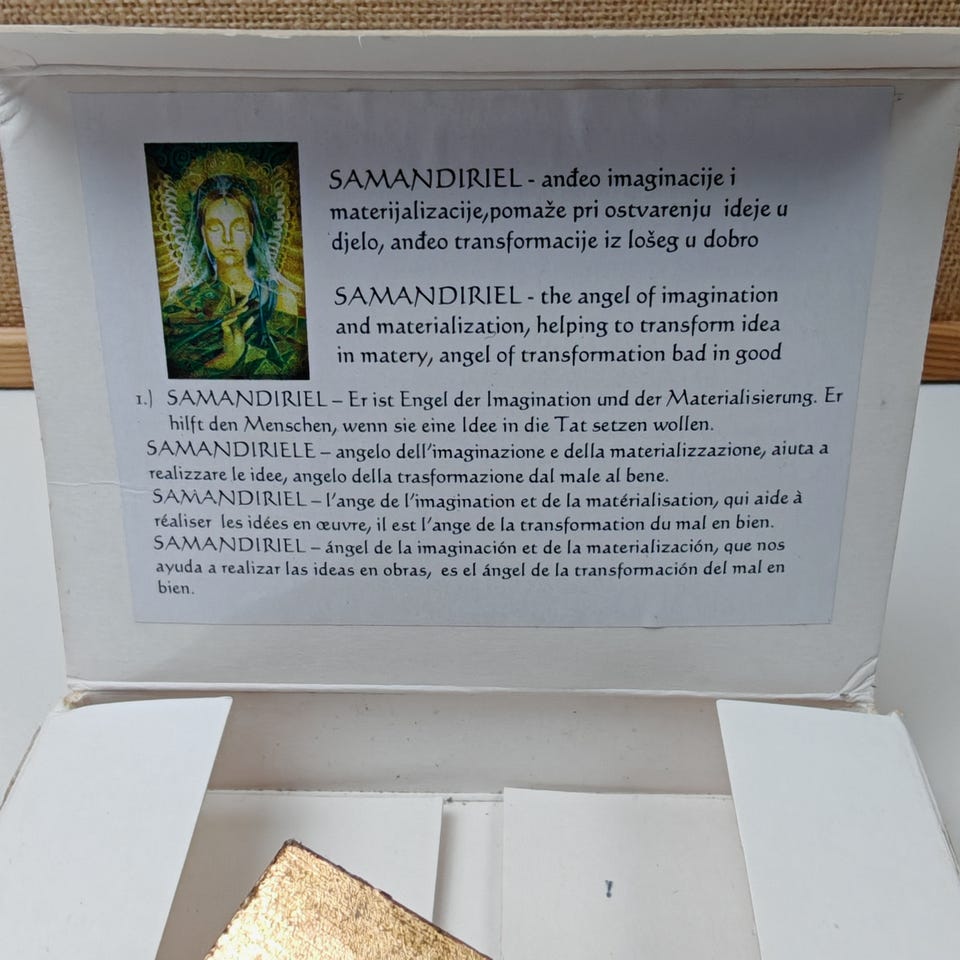 SAMANDIRIEL - anđeo imaginacije i
materijalizacije,pomaže pri ostvarenju ideje u
djelo, anđeo transformacije iz lošeg u dobro
SAMANDIRIEL - the angel of imagination
and materialization, helping to transform idea
in matery, angel of transformation bad in good
1.) SAMANDIRIEL – Er ist Engel der Imagination und der Materialisierung. Er
hilft den Menschen, wenn sie eine Idee in die Tat setzen wollen.
SAMANDIRIELE – angelo dell'imaginazione e della materializzazione, aiuta a
realizzare le idee, angelo della trasformazione dal male al bene.
SAMANDIRIEL – l'ange de l'imagination et de la matérialisation, qui aide à
réaliser les idées en œuvre, il est l'ange de la transformation du mal en bien.
SAMANDIRIEL – ángel de la imaginación et de la materialización, que nos
ayuda a realizar las ideas en obras, es el ángel de la transformación del mal en
bien.
!